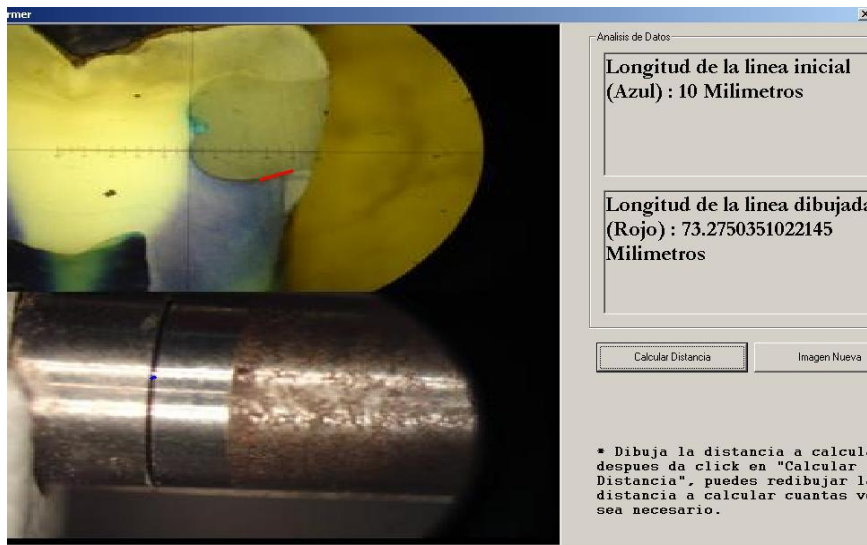 rmer
Analisis de Datos
Longitud de la linea inicial
(Azul) : 10 Milimetros
Longitud de la linea dibujada
(Rojo) : 73.2750351022145
Milimetros
Calcular Distancia
Imagen Nueva
* Dibuja la distancia a calcula
despues da click en "Calcular
Distancia", puedes redibujar la
distancia a calcular cuantas ve
sea necesario.